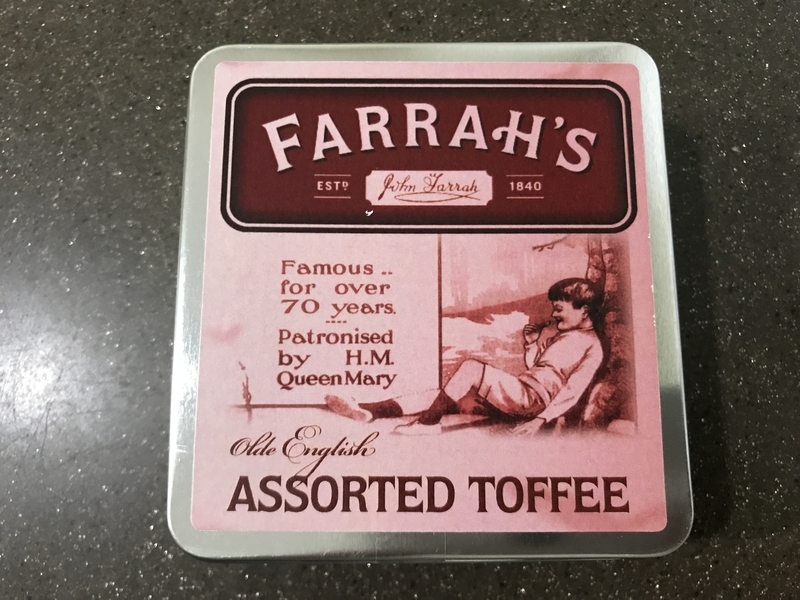 FARRAH'S
ESTD John Farrah 1840
Famous ..
for over
70 years.
Patronised
by H.M.
Queen Mary
Olde English
ASSORTED TOFFEE